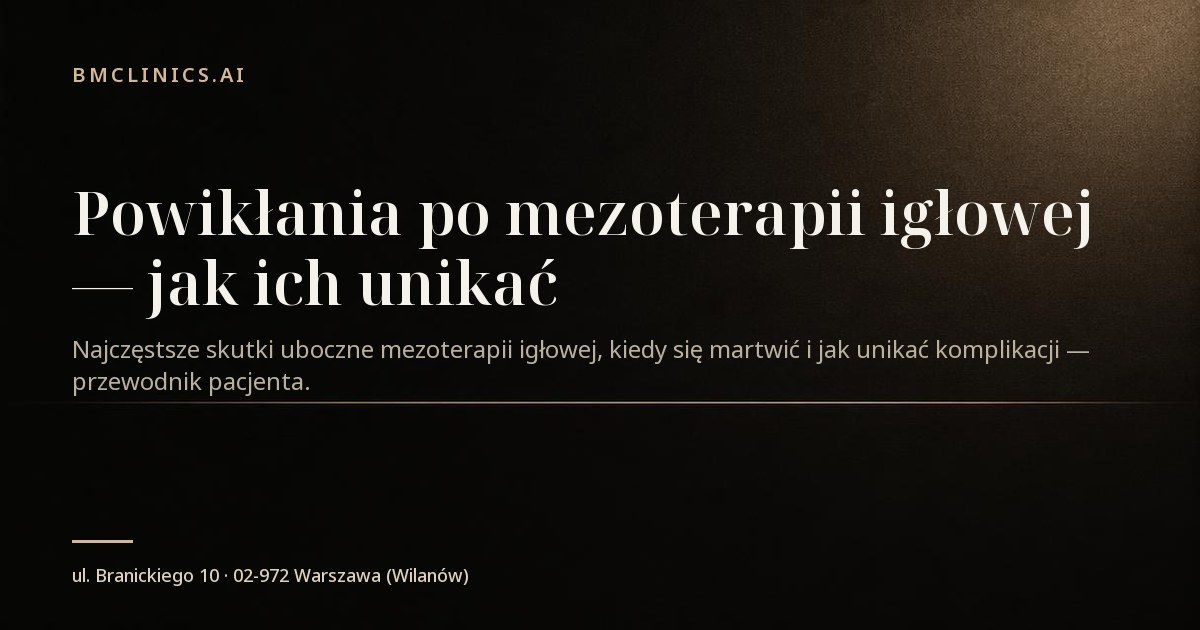 BMCLINICS.AI
Powikłania po mezoterapii igłowej
— jak ich unikać
Najczęstsze skutki uboczne mezoterapii igłowej, kiedy się martwić i jak unikać komplikacji —
przewodnik pacjenta.
ul. Branickiego 10 · 02-972 Warszawa (Wilanów)